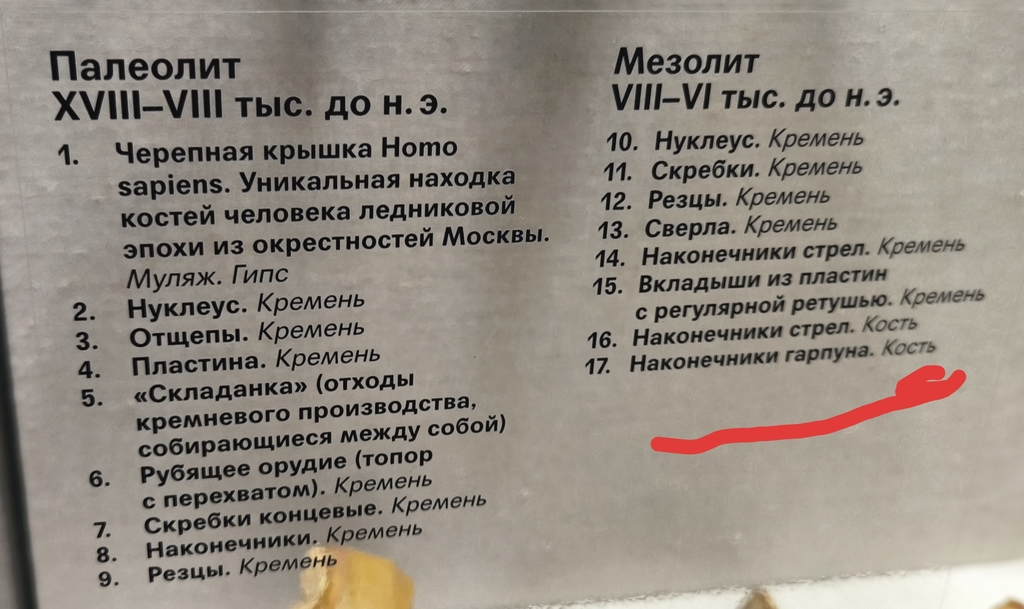 Палеолит
XVIII–VIII тыс. до н. э.
1. Черепная крышка Homo
sapiens. Уникальная находка
костей человека ледниковой
эпохи из окрестностей Москвы.
Муляж. Гипс
2. Нуклеус. Кремень
3. Отщепы. Кремень
4. Пластина. Кремень
5. «Складанка» (отходы
кремневого производства,
собирающиеся между собой)
6. Рубящее орудие (топор
с перехватом). Кремень
7. Скребки концевые. Кремень
8. Наконечники. Кремень
9. Резцы. Кремень
Мезолит
VIII–VI тыс. до н. э.
10. Нуклеус. Кремень
11. Скребки. Кремень
12. Резцы. Кремень
13. Сверла. Кремень
14. Наконечники стрел. Кремень
15. Вкладыши из пластин
с регулярной ретушью. Кремень
16. Наконечники стрел. Кость
17. Наконечники гарпуна. Кость